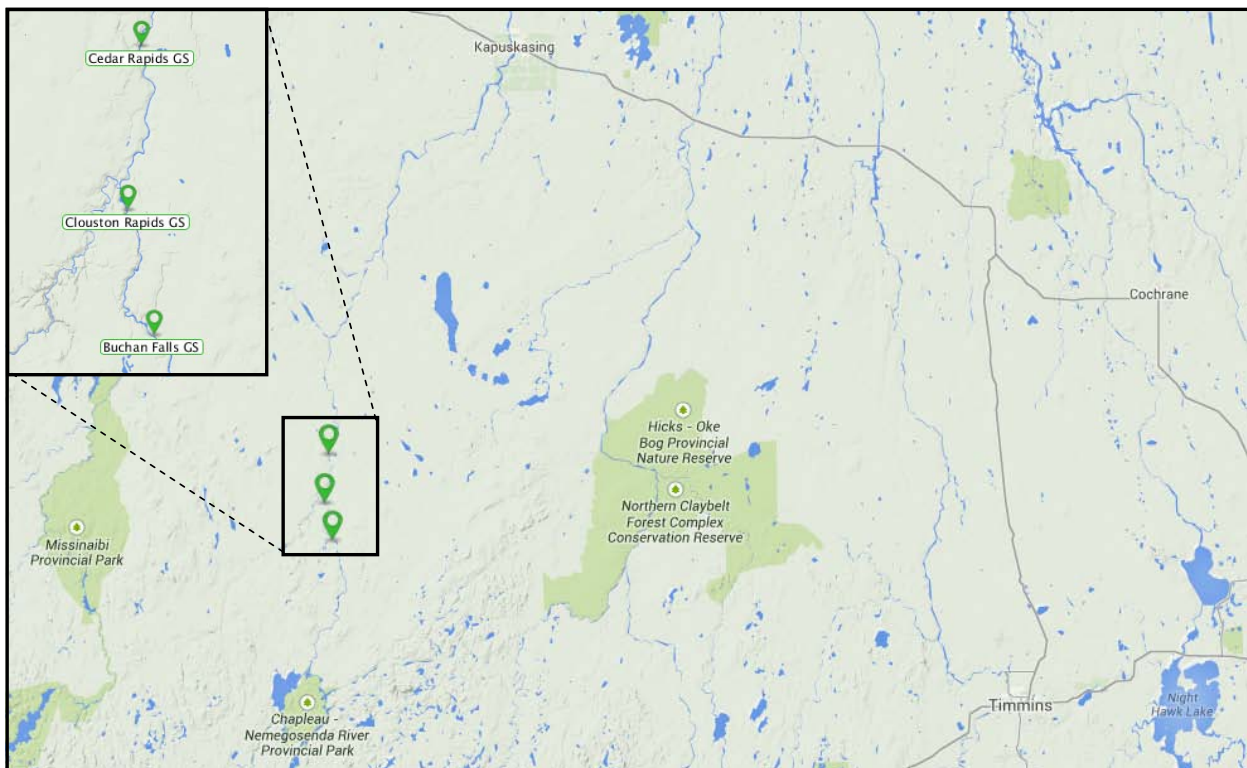 Cedar Rapids GS
Clouston Rapids GS
Buchan Falls GS
Kapuskasing
Cochrane
Hicks - Oke
Bog Provincial
Nature Reserve
Northern Claybelt
Forest Complex
Conservation Reserve
Missinaibi
Provincial Park
Chapleau -
Nemegosenda River
Provincial Park
Timmins
Night
Hawk Lake